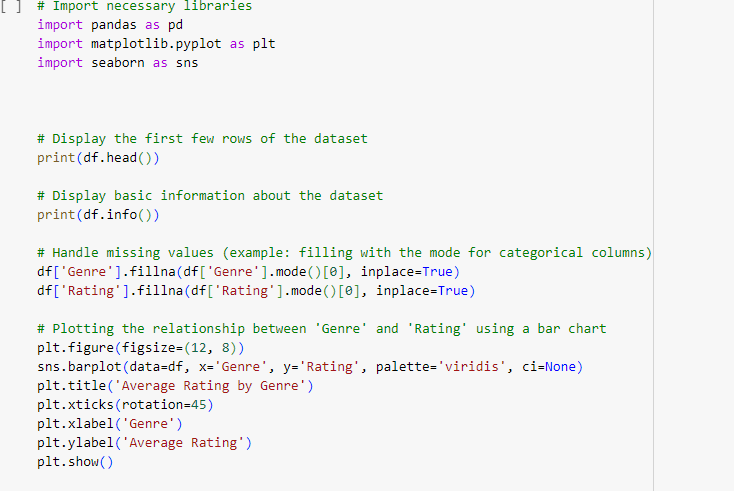 [ ] # Import necessary libraries
import pandas as pd
import matplotlib.pyplot as plt
import seaborn as sns
# Display the first few rows of the dataset
print(df.head())
# Display basic information about the dataset
print(df.info())
# Handle missing values (example: filling with the mode for categorical columns)
df['Genre'].fillna(df['Genre'].mode()[0], inplace=True)
df['Rating'].fillna(df['Rating'].mode()[0], inplace=True)
# Plotting the relationship between 'Genre' and 'Rating' using a bar chart
plt.figure(figsize=(12, 8))
sns.barplot(data=df, x='Genre', y='Rating', palette='viridis', ci=None)
plt.title('Average Rating by Genre')
plt.xticks(rotation=45)
plt.xlabel('Genre')
plt.ylabel('Average Rating')
plt.show()